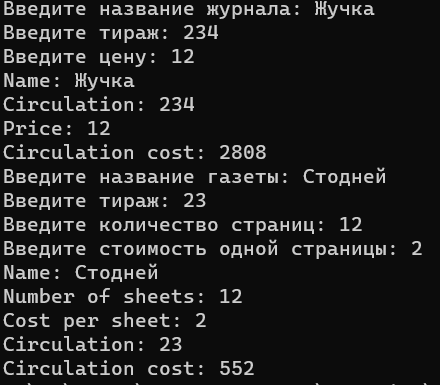 Введите название журнала: Жучка
Введите тираж: 234
Введите цену: 12
Name: Жучка
Circulation: 234
Price: 12
Circulation cost: 2808
Введите название газеты: Стодней
Введите тираж: 23
Введите количество страниц: 12
Введите стоимость одной страницы: 2
Name: Стодней
Number of sheets: 12
Cost per sheet: 2
Circulation: 23
Circulation cost: 552